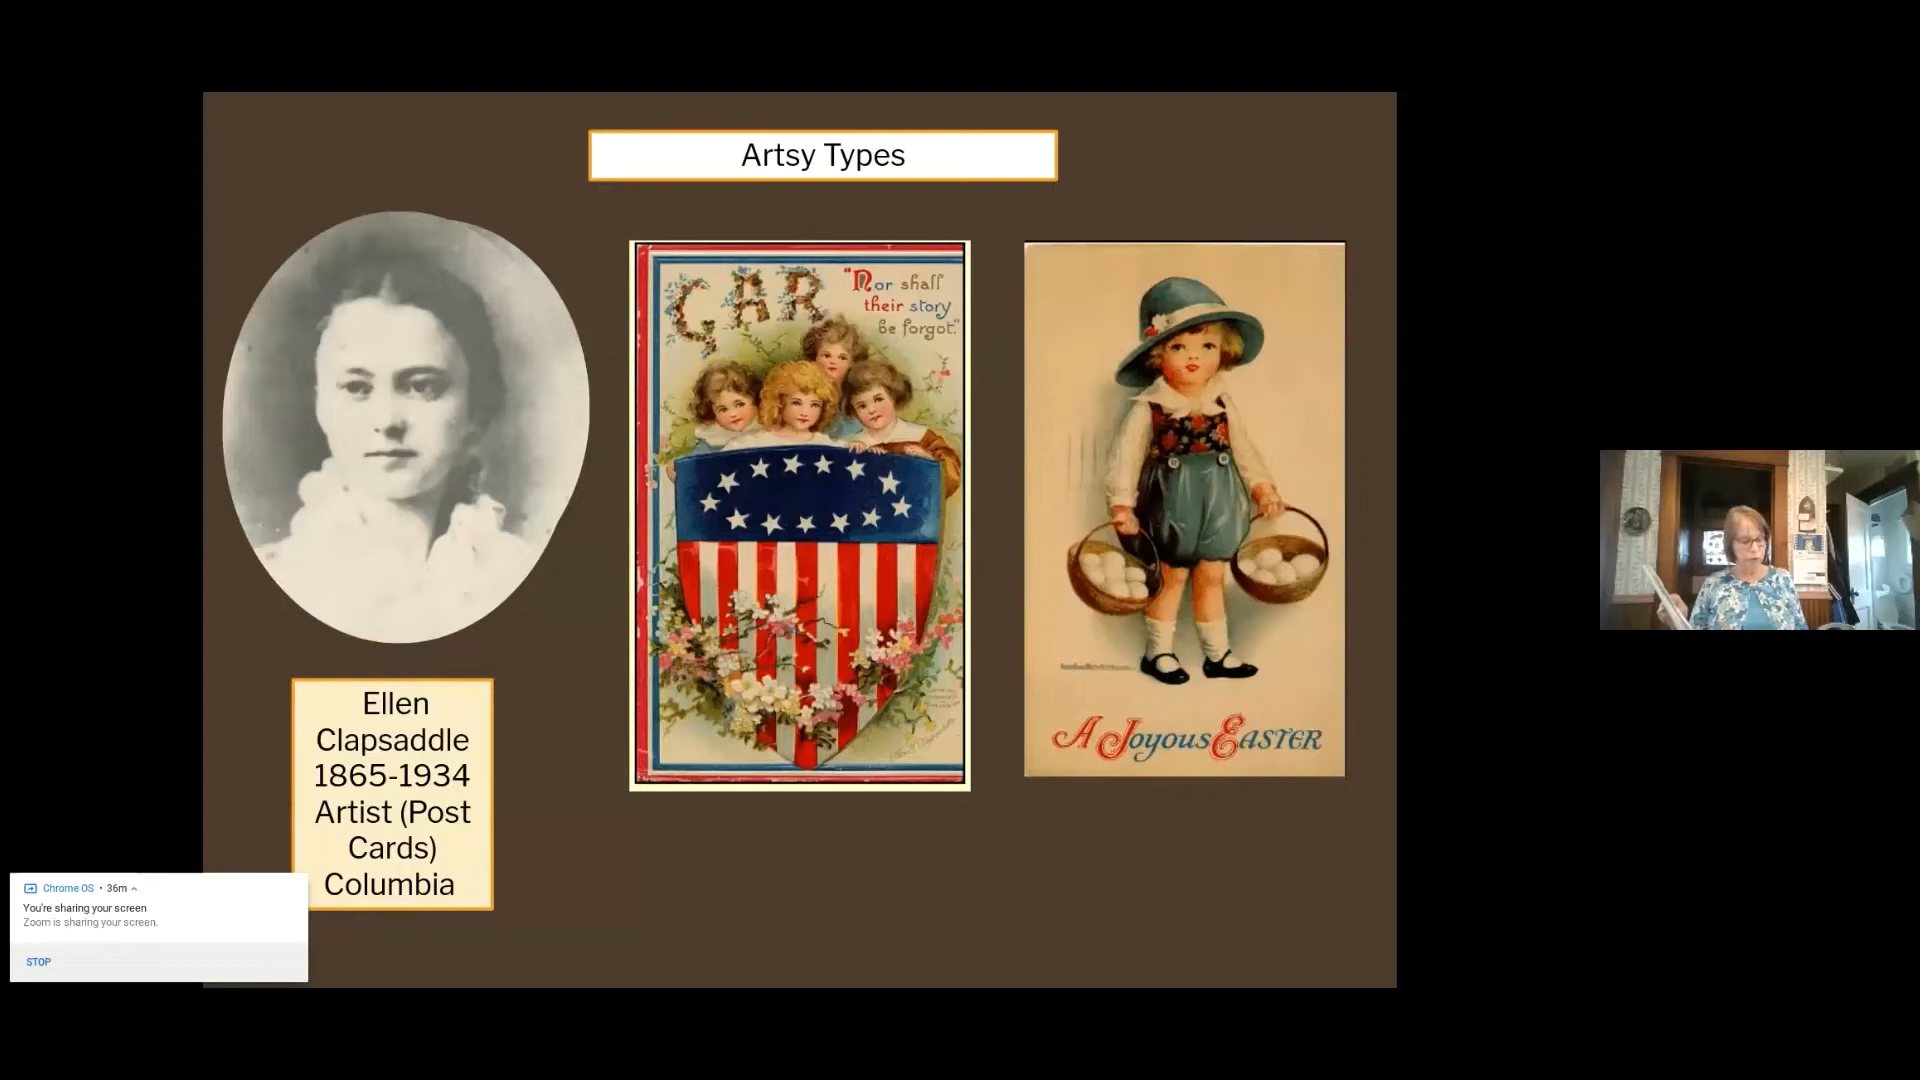 Artsy Types
GAR
"Nor shall
their story
be forgot."
A Joyous EASTER
Ellen
Clapsaddle
1865-1934
Artist (Post
Cards)
Columbia
Chrome OS • 36m
You're sharing your screen
Zoom is sharing your screen.
STOP